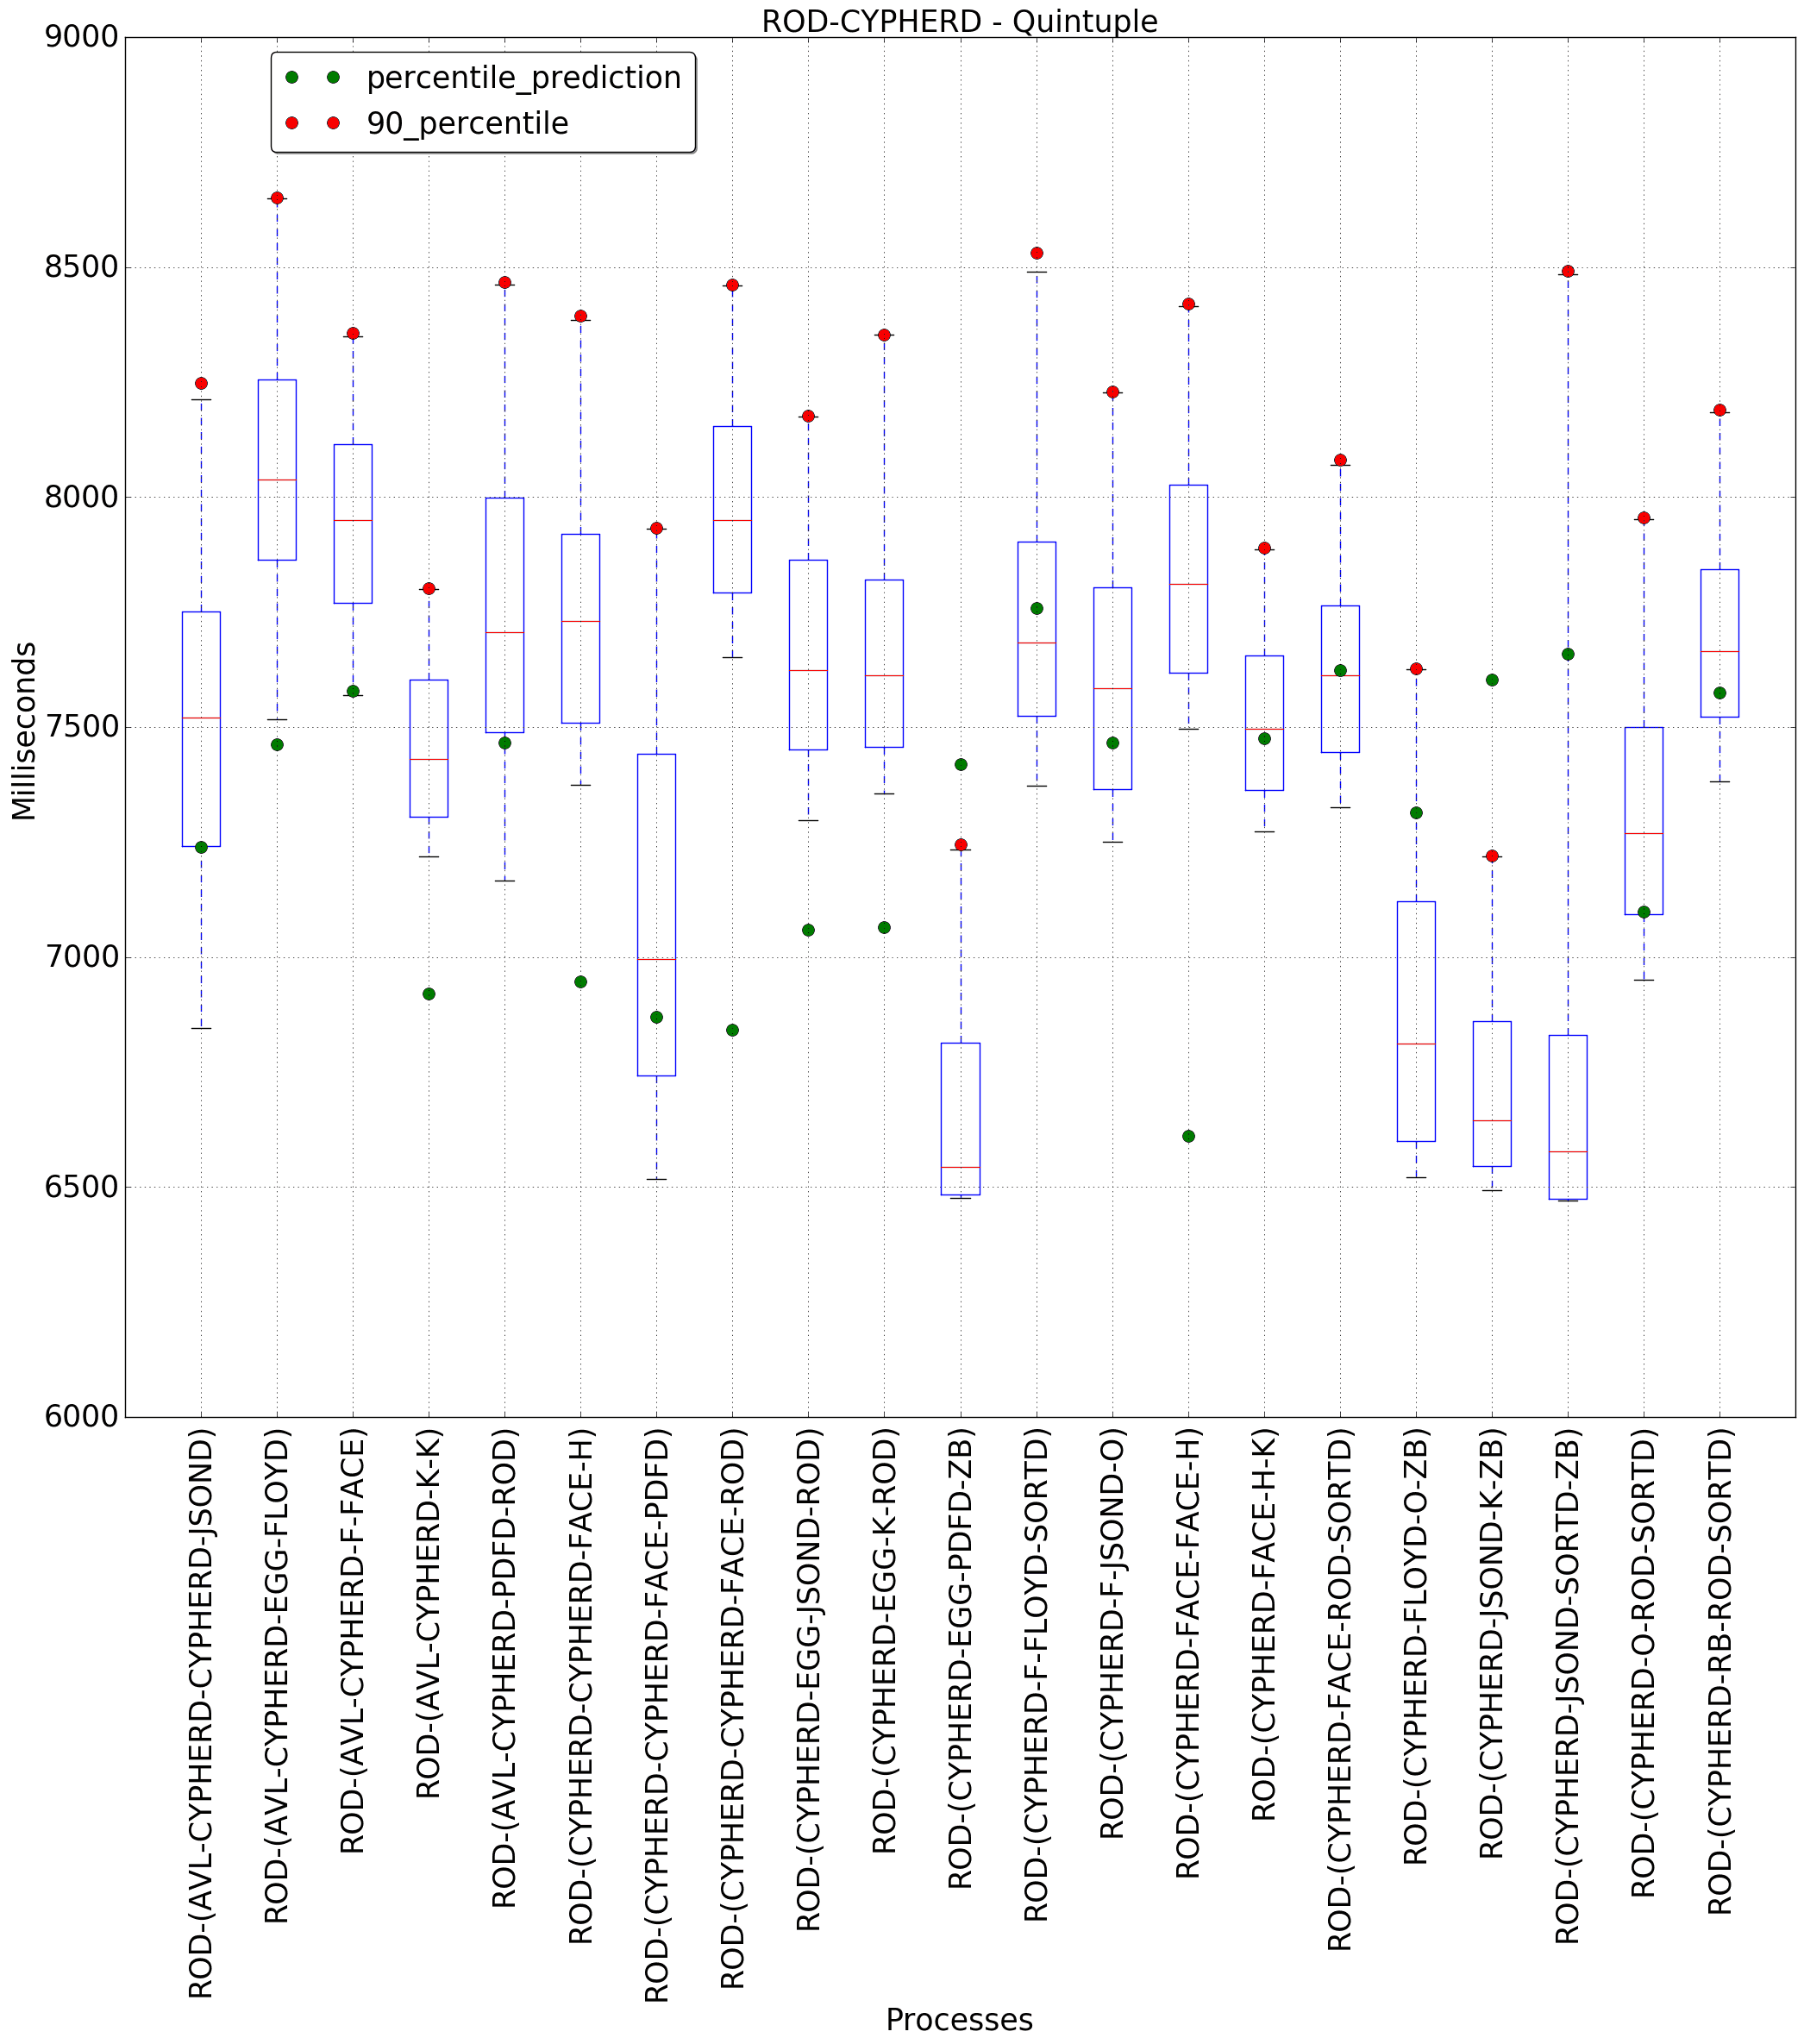 ROD-CYPHERD - Quintuple
percentile_prediction
90_percentile
9000
8500
8000
7500
7000
6500
6000
Milliseconds
ROD-(AVL-CYPHERD-CYPHERD-JSOND)
ROD-(AVL-CYPHERD-EGG-FLOYD)
ROD-(AVL-CYPHERD-F-FACE)
ROD-(AVL-CYPHERD-K-K)
ROD-(AVL-CYPHERD-PDFD-ROD)
ROD-(CYPHERD-CYPHERD-FACE-H)
ROD-(CYPHERD-CYPHERD-FACE-PDFD)
ROD-(CYPHERD-CYPHERD-FACE-ROD)
ROD-(CYPHERD-EGG-JSOND-ROD)
ROD-(CYPHERD-EGG-K-ROD)
ROD-(CYPHERD-EGG-PDFD-ZB)
ROD-(CYPHERD-F-FLOYD-SORTD)
ROD-(CYPHERD-F-JSOND-O)
ROD-(CYPHERD-FACE-FACE-H)
ROD-(CYPHERD-FACE-H-K)
ROD-(CYPHERD-FACE-ROD-SORTD)
ROD-(CYPHERD-FLOYD-O-ZB)
ROD-(CYPHERD-JSOND-K-ZB)
ROD-(CYPHERD-JSOND-SORTD-ZB)
ROD-(CYPHERD-O-ROD-SORTD)
ROD-(CYPHERD-RB-ROD-SORTD)
Processes